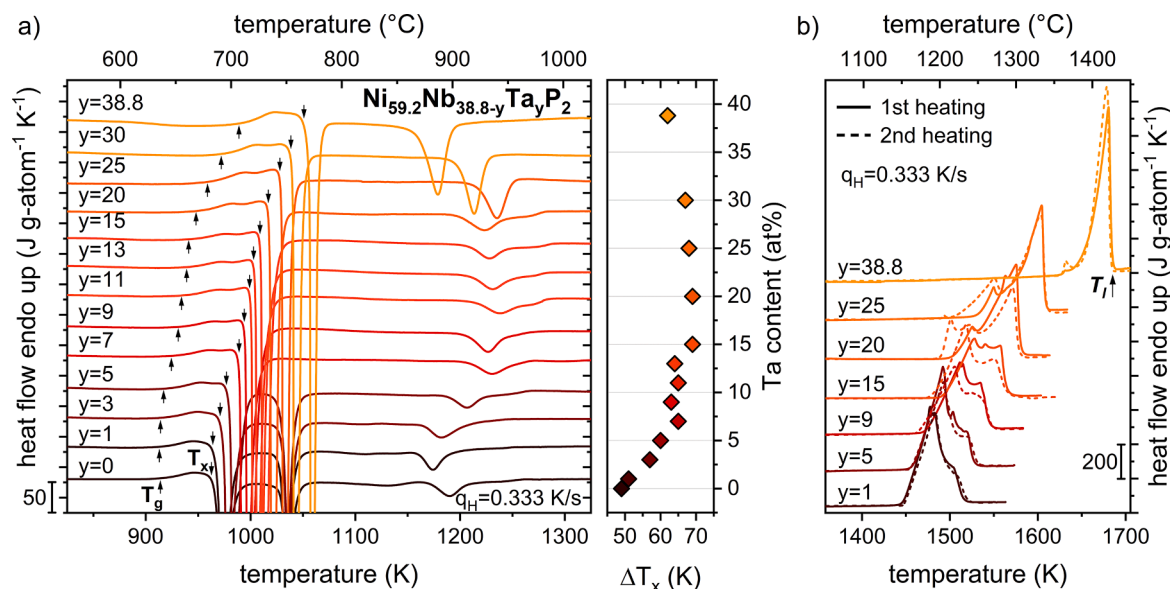 a)
temperature (°C)
600 700 800 900 1000
heat flow endo up (J g-atom⁻¹ K⁻¹)
Ni₅₉.₂Nb₃₈.₈₋yTayP₂
y=38.8
y=30
y=25
y=20
y=15
y=13
y=11
y=9
y=7
y=5
y=3
y=1
y=0
Tₓ
T_g
50
q_H=0.333 K/s
900 1000 1100 1200 1300
temperature (K)
Ta content (at%)
40
35
30
25
20
15
10
5
0
50 60 70
ΔTₓ (K)
b)
temperature (°C)
1100 1200 1300 1400
1st heating
2nd heating
q_H=0.333 K/s
y=38.8
T_l
y=25
y=20
y=15
y=9
y=5
y=1
200
heat flow endo up (J g-atom⁻¹ K⁻¹)
1400 1500 1600 1700
temperature (K)